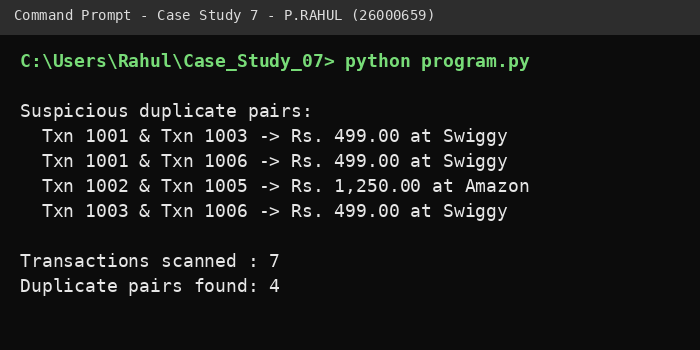 Command Prompt - Case Study 7 - P.RAHUL (26000659)
C:\Users\Rahul\Case_Study_07> python program.py
Suspicious duplicate pairs:
Txn 1001 & Txn 1003 -> Rs. 499.00 at Swiggy
Txn 1001 & Txn 1006 -> Rs. 499.00 at Swiggy
Txn 1002 & Txn 1005 -> Rs. 1,250.00 at Amazon
Txn 1003 & Txn 1006 -> Rs. 499.00 at Swiggy
Transactions scanned : 7
Duplicate pairs found: 4